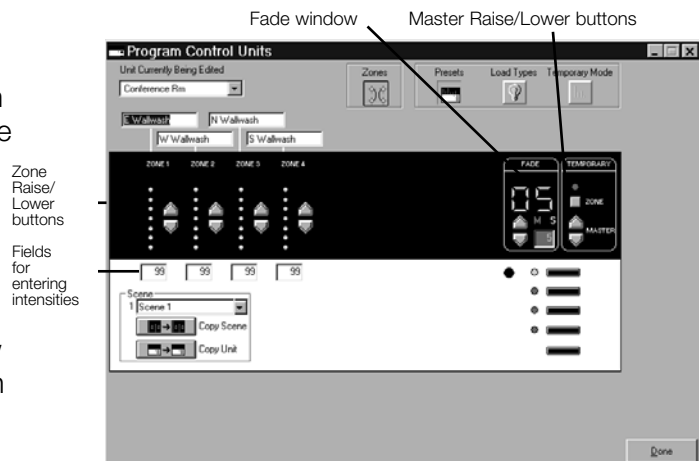 Fade window
Master Raise/Lower buttons
Program Control Units
Unit Currently Being Edited
Conference Rm
Zones
Presets
Load Types
Temporary Mode
E Wallwash
N Wallwash
W Wallwash
S Wallwash
Zone
Raise/
Lower
buttons
ZONE 1
ZONE 2
ZONE 3
ZONE 4
FADE
TEMPORARY
05
M S
S
ZONE
MASTER
Fields
for
entering
intensities
99
99
99
99
Scene
1 Scene 1
Copy Scene
Copy Unit
Done